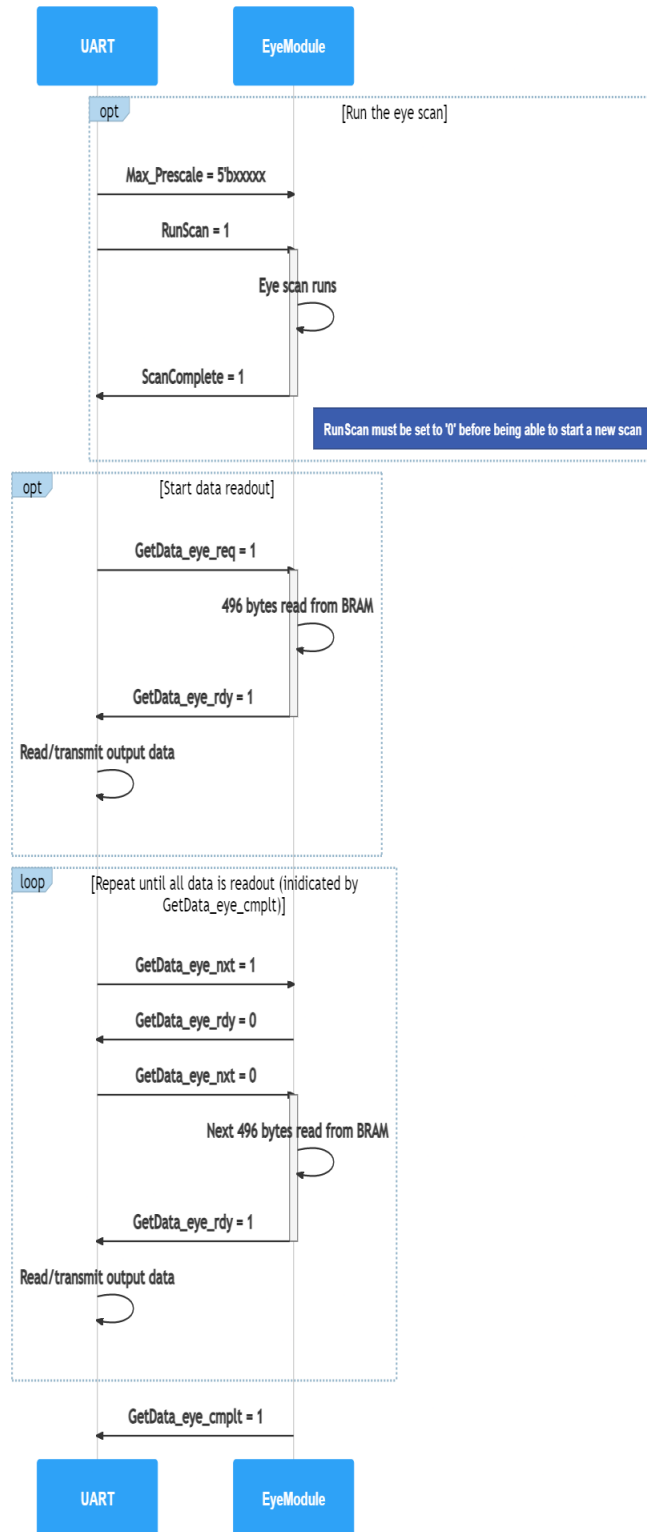 UART
EyeModule
opt
[Run the eye scan]
Max_Prescale = 5'bxxxxx
RunScan = 1
Eye scan runs
ScanComplete = 1
RunScan must be set to '0' before being able to start a new scan
opt
[Start data readout]
GetData_eye_req = 1
496 bytes read from BRAM
GetData_eye_rdy = 1
Read/transmit output data
loop
[Repeat until all data is readout (inidicated by
GetData_eye_cmplt)]
GetData_eye_nxt = 1
GetData_eye_rdy = 0
GetData_eye_nxt = 0
Next 496 bytes read from BRAM
GetData_eye_rdy = 1
Read/transmit output data
GetData_eye_cmplt = 1
UART
EyeModule